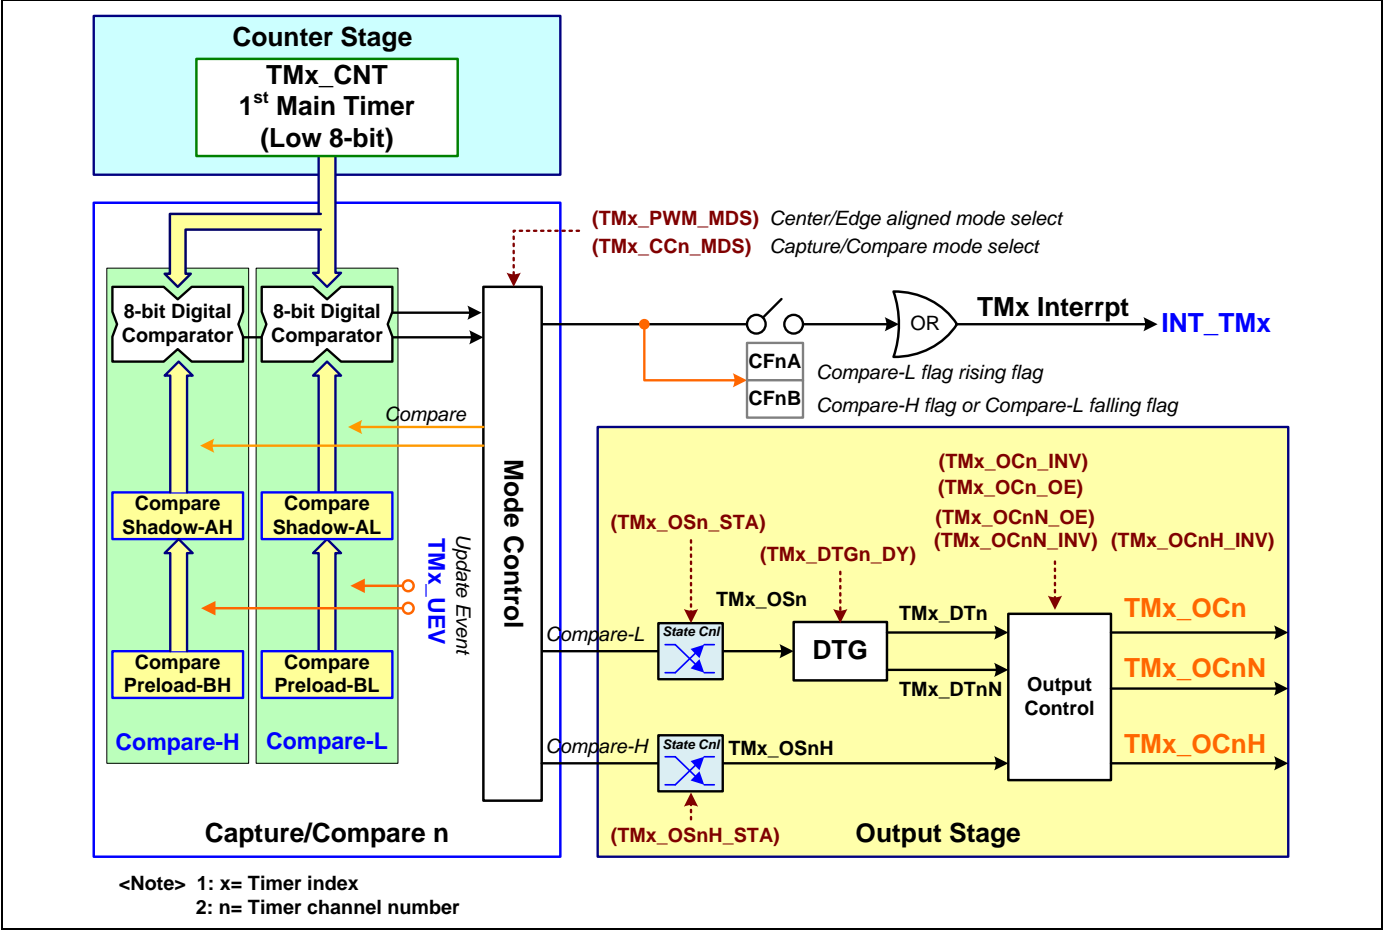 Counter Stage
TMx_CNT
1st Main Timer
(Low 8-bit)
(TMx_PWM_MDS) Center/Edge aligned mode select
(TMx_CCn_MDS) Capture/Compare mode select
8-bit Digital
Comparator
8-bit Digital
Comparator
OR
TMx Interrpt
INT_TMx
CFnA
Compare-L flag rising flag
CFnB
Compare-H flag or Compare-L falling flag
Compare
Mode Control
Compare
Shadow-AH
Compare
Shadow-AL
Update Event
TMx_UEV
Compare
Preload-BH
Compare
Preload-BL
Compare-H
Compare-L
Capture/Compare n
(TMx_OCn_INV)
(TMx_OCn_OE)
(TMx_OCnN_OE)
(TMx_OCnN_INV) (TMx_OCnH_INV)
(TMx_OSn_STA)
(TMx_DTGn_DY)
Compare-L
State Cnl
TMx_OSn
DTG
TMx_DTn
TMx_DTnN
Output
Control
TMx_OCn
TMx_OCnN
TMx_OCnH
Compare-H
State Cnl
TMx_OSnH
(TMx_OSnH_STA)
Output Stage
<Note> 1: x= Timer index
2: n= Timer channel number